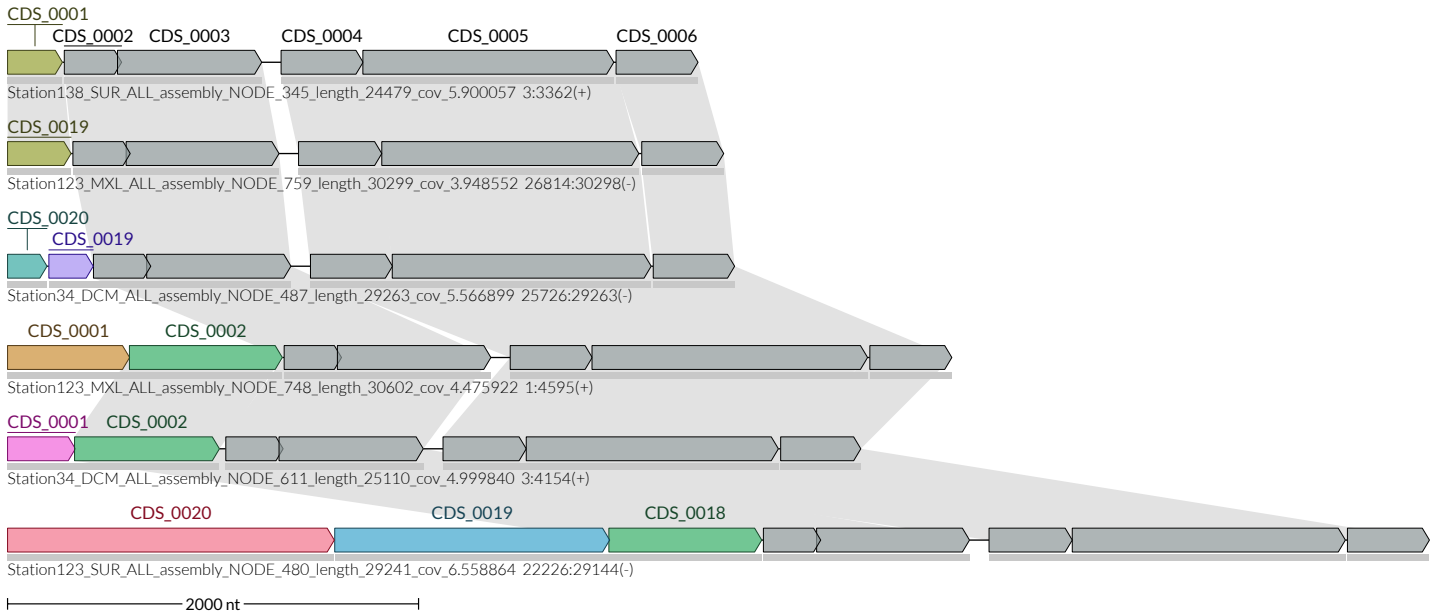 CDS_0001
CDS_0002 CDS_0003 CDS_0004 CDS_0005 CDS_0006
Station138_SUR_ALL_assembly_NODE_345_length_24479_cov_5.900057 3:3362(+)
CDS_0019
Station123_MXL_ALL_assembly_NODE_759_length_30299_cov_3.948552 26814:30298(-)
CDS_0020
CDS_0019
Station34_DCM_ALL_assembly_NODE_487_length_29263_cov_5.566899 25726:29263(-)
CDS_0001 CDS_0002
Station123_MXL_ALL_assembly_NODE_748_length_30602_cov_4.475922 1:4595(+)
CDS_0001 CDS_0002
Station34_DCM_ALL_assembly_NODE_611_length_25110_cov_4.999840 3:4154(+)
CDS_0020 CDS_0019 CDS_0018
Station123_SUR_ALL_assembly_NODE_480_length_29241_cov_6.558864 22226:29144(-)
2000 nt